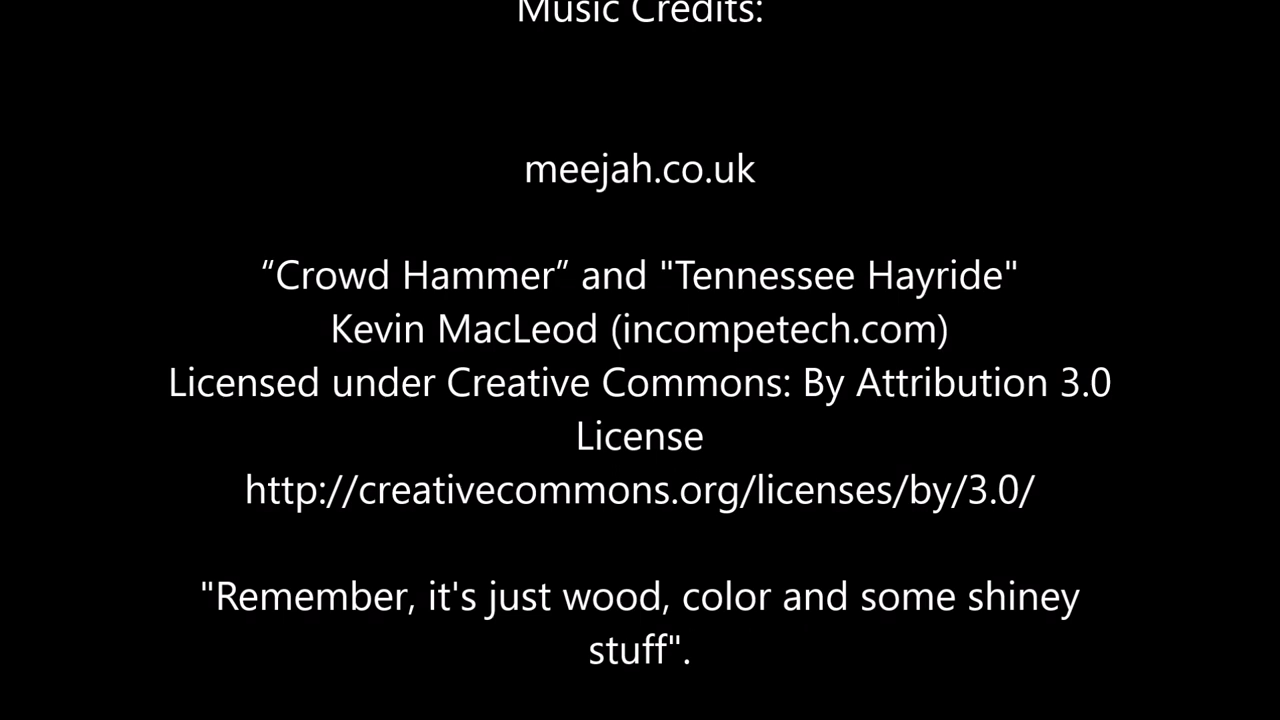 Music Credits:
meejah.co.uk
“Crowd Hammer” and "Tennessee Hayride"
Kevin MacLeod (incompetech.com)
Licensed under Creative Commons: By Attribution 3.0
License
http://creativecommons.org/licenses/by/3.0/
"Remember, it's just wood, color and some shiney
stuff".